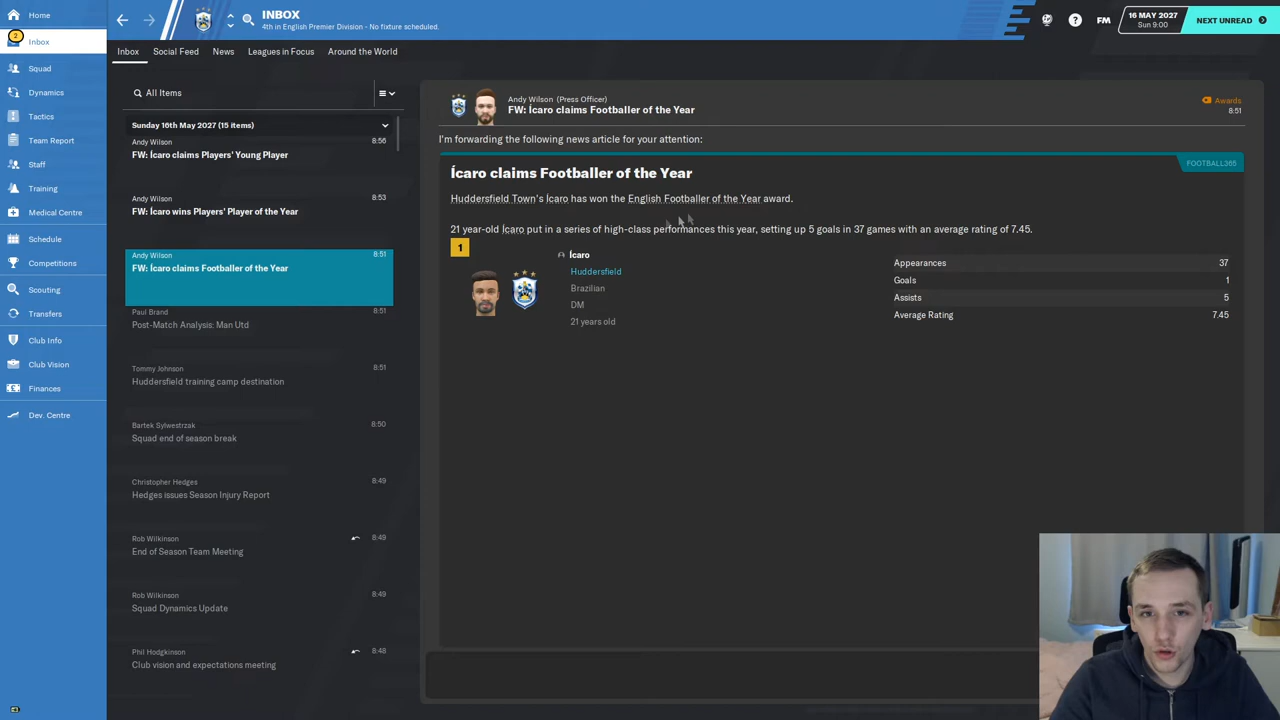 Home
2
Inbox
Squad
Dynamics
Tactics
Team Report
Staff
Training
Medical Centre
Schedule
Competitions
Scouting
Transfers
Club Info
Club Vision
Finances
Dev. Centre
INBOX
4th in English Premier Division - No fixture scheduled.
FM
16 MAY 2027
SUN 9:00
NEXT UNREAD
Inbox
Social Feed
News
Leagues in Focus
Around the World
All Items
Sunday 16th May 2027 (15 items)
Andy Wilson 8:56
FW: Ícaro claims Players' Young Player
Andy Wilson 8:53
FW: Ícaro wins Players' Player of the Year
Andy Wilson 8:51
FW: Ícaro claims Footballer of the Year
Paul Brand 8:51
Post-Match Analysis: Man Utd
Tommy Johnson 8:51
Huddersfield training camp destination
Bartek Sylwestrzak 8:50
Squad end of season break
Christopher Hedges 8:49
Hedges issues Season Injury Report
Rob Wilkinson 8:49
End of Season Team Meeting
Rob Wilkinson 8:49
Squad Dynamics Update
Phil Hodgkinson 8:48
Club vision and expectations meeting
Andy Wilson (Press Officer)
FW: Ícaro claims Footballer of the Year
Awards
8:51
I'm forwarding the following news article for your attention:
FOOTBALL365
Ícaro claims Footballer of the Year
Huddersfield Town's Ícaro has won the English Footballer of the Year award.
21 year-old Ícaro put in a series of high-class performances this year, setting up 5 goals in 37 games with an average rating of 7.45.
1
Ícaro
Huddersfield
Brazilian
DM
21 years old
Appearances 37
Goals 1
Assists 5
Average Rating 7.45